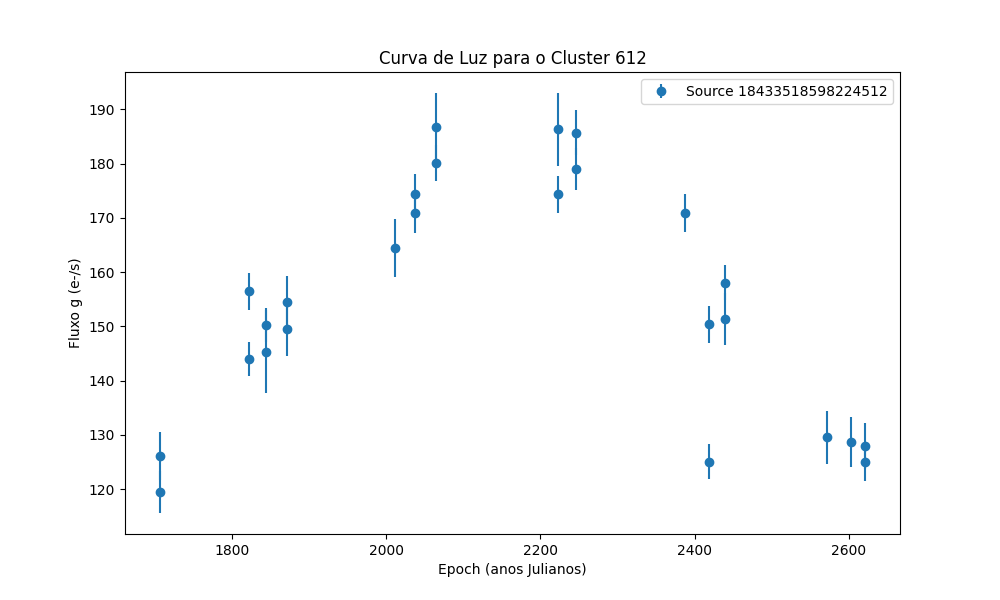 Curva de Luz para o Cluster 612
Source 18433518598224512
190
180
170
160
150
140
130
120
Fluxo g (e-/s)
1800 2000 2200 2400 2600
Epoch (anos Julianos)